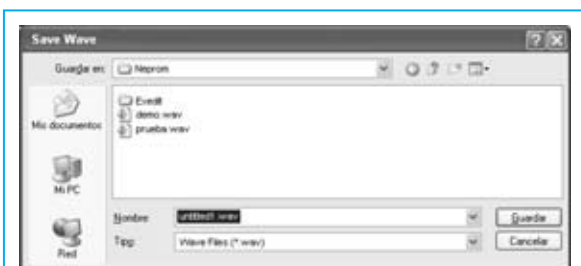 Save Wave
Guardar en: Neprom
Evedit
demo.wav
prueba.wav
Mis documentos
Mi PC
Red
Nombre: untitled1.wav
Tipo: Wave Files (*.wav)
Guardar
Cancelar